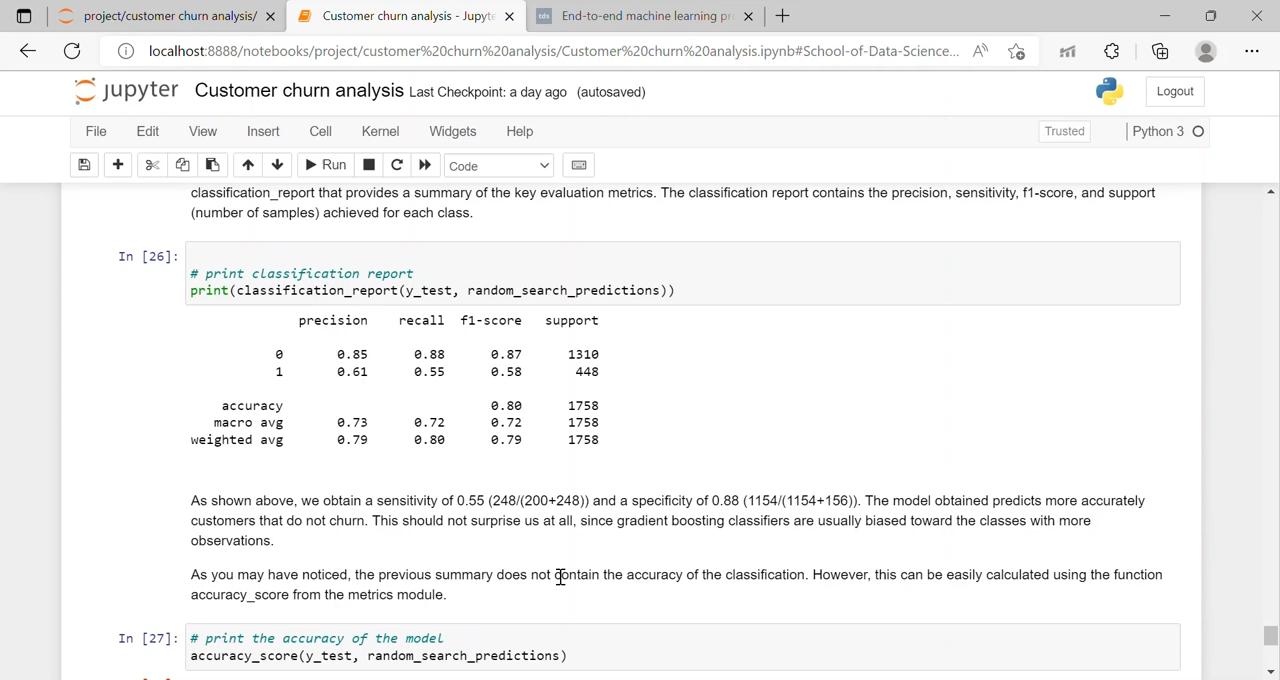 project/customer churn analysis/
Customer churn analysis - Jupyte
tds
End-to-end machine learning pr
localhost:8888/notebooks/project/customer%20churn%20analysis/Customer%20churn%20analysis.ipynb#School-of-Data-Science...
jupyter
Customer churn analysis Last Checkpoint: a day ago (autosaved)
Logout
File Edit View Insert Cell Kernel Widgets Help
Trusted
Python 3
Run
Code
classification_report that provides a summary of the key evaluation metrics. The classification report contains the precision, sensitivity, f1-score, and support
(number of samples) achieved for each class.
In [26]:
# print classification report
print(classification_report(y_test, random_search_predictions))
precision recall f1-score support
0 0.85 0.88 0.87 1310
1 0.61 0.55 0.58 448
accuracy 0.80 1758
macro avg 0.73 0.72 0.72 1758
weighted avg 0.79 0.80 0.79 1758
As shown above, we obtain a sensitivity of 0.55 (248/(200+248)) and a specificity of 0.88 (1154/(1154+156)). The model obtained predicts more accurately
customers that do not churn. This should not surprise us at all, since gradient boosting classifiers are usually biased toward the classes with more
observations.
As you may have noticed, the previous summary does not contain the accuracy of the classification. However, this can be easily calculated using the function
accuracy_score from the metrics module.
In [27]:
# print the accuracy of the model
accuracy_score(y_test, random_search_predictions)